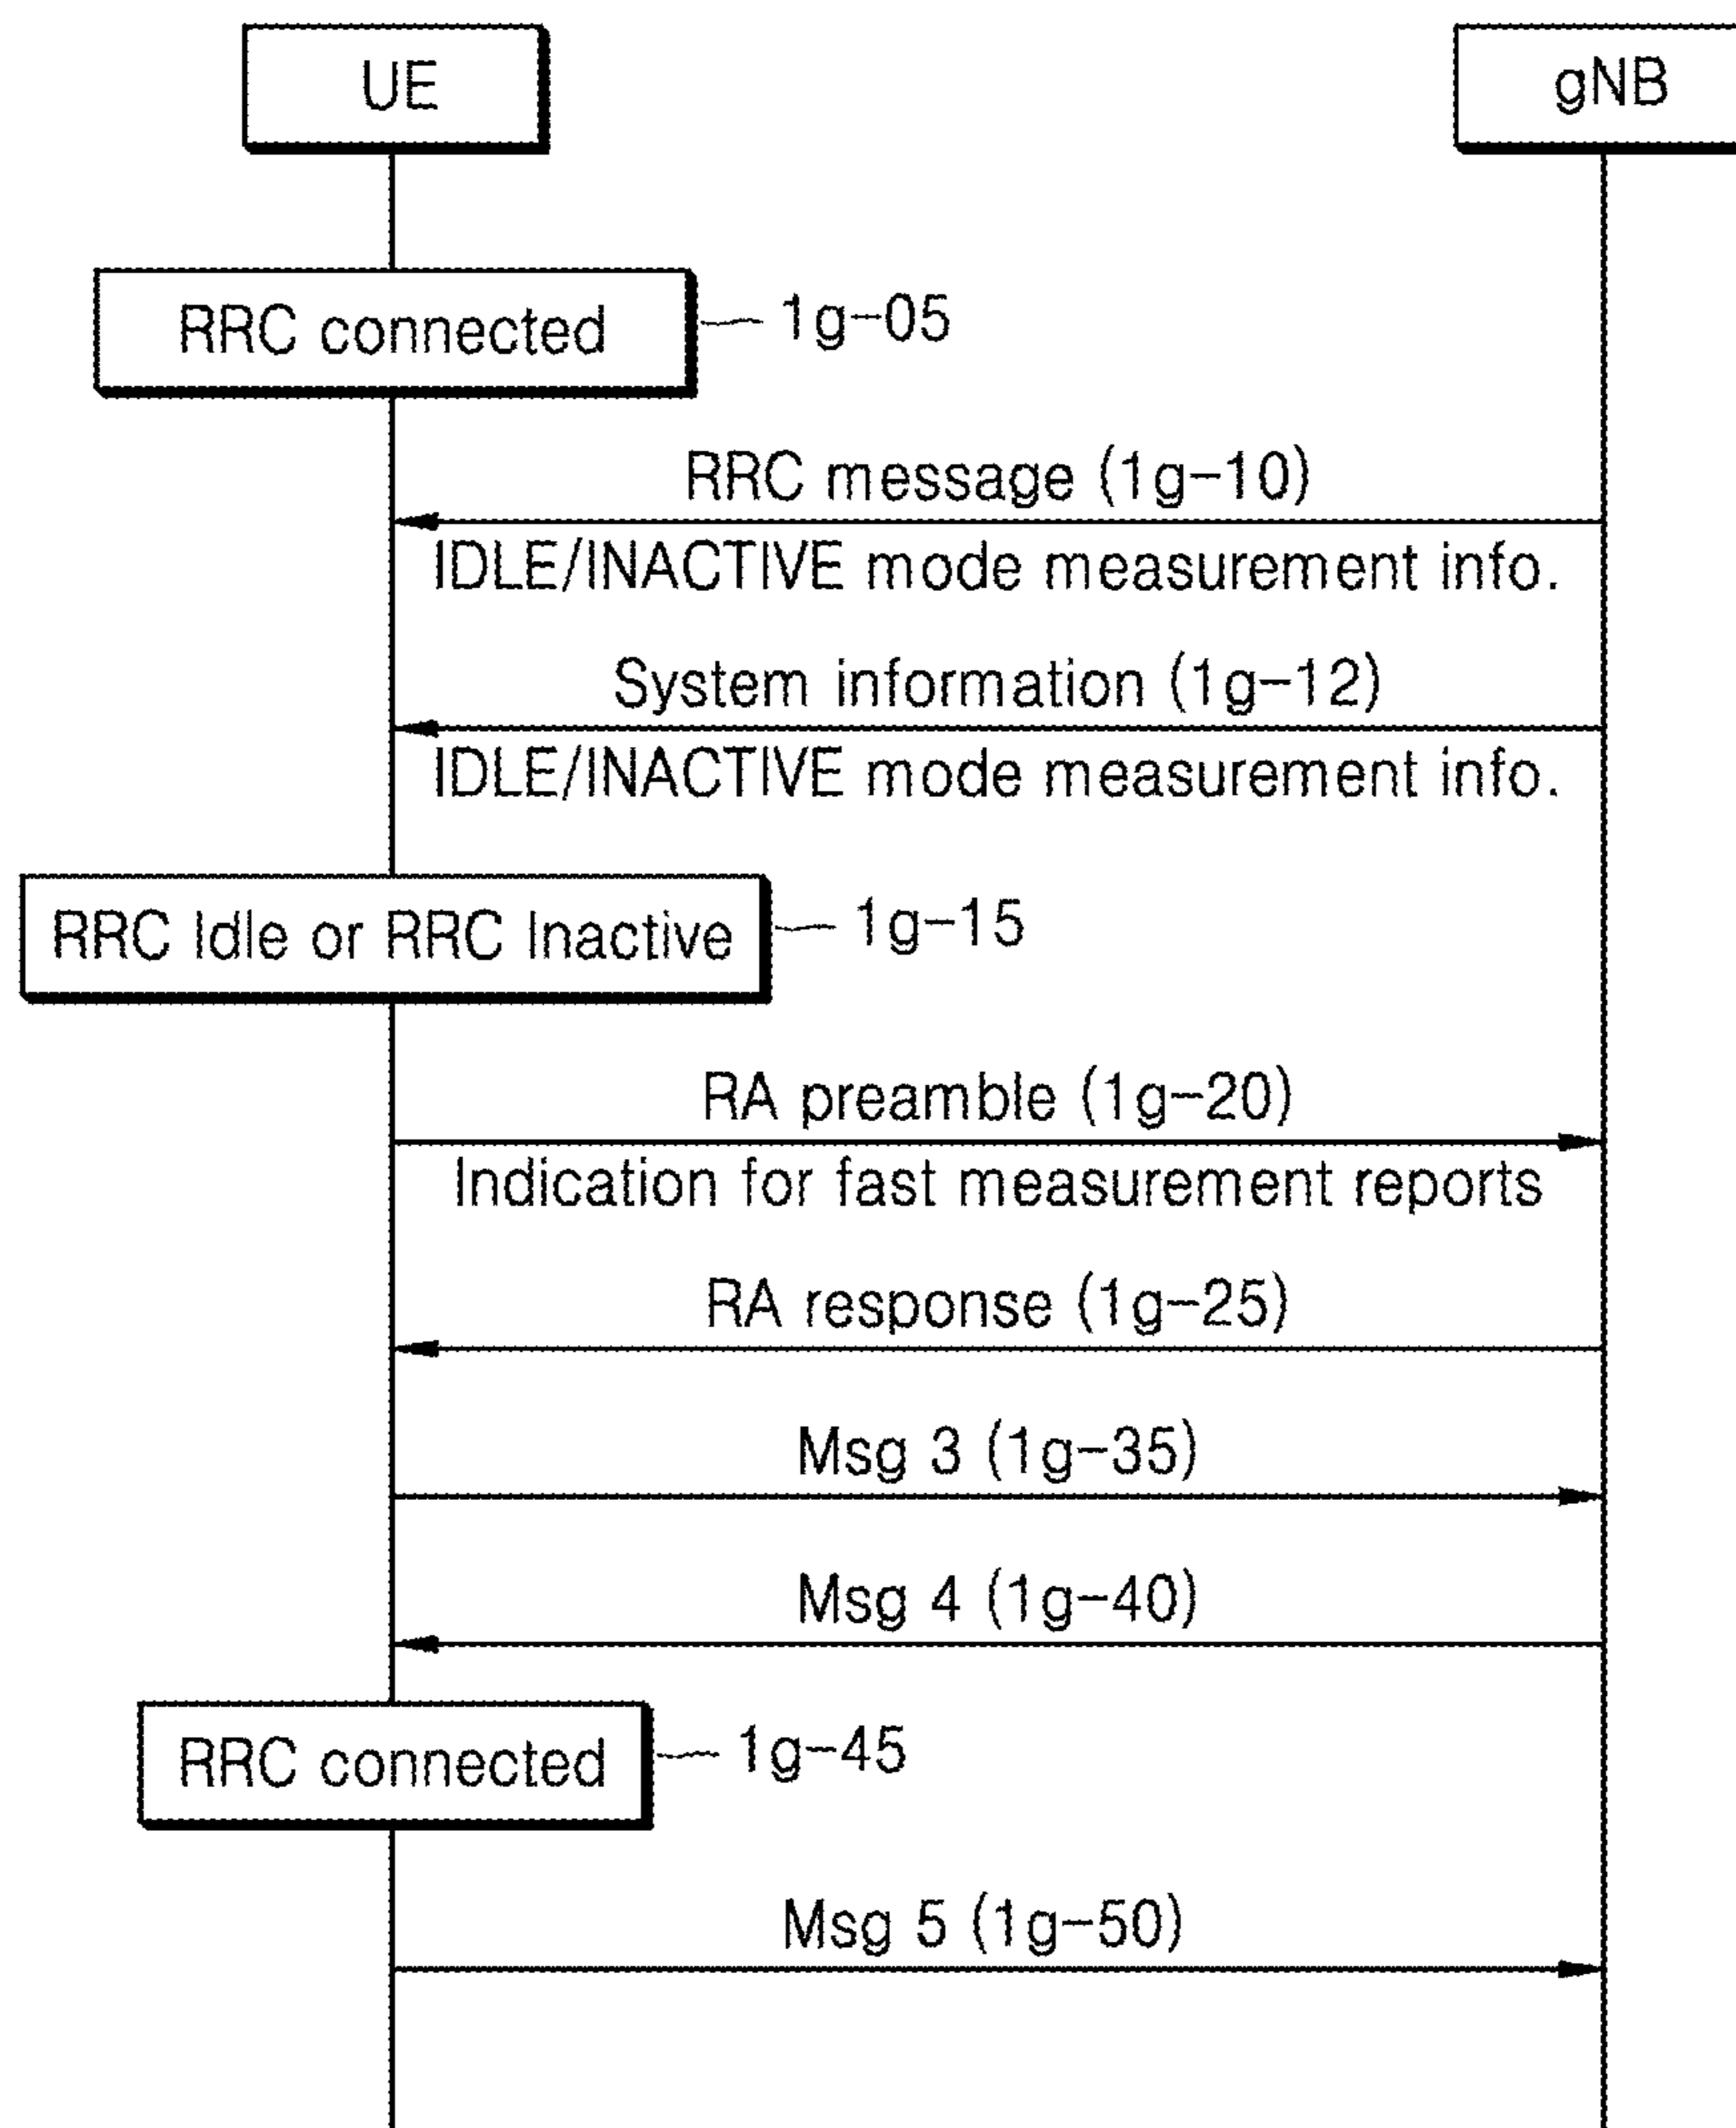 UE
gNB
RRC connected
1g-05
RRC message (1g-10)
IDLE/INACTIVE mode measurement info.
System information (1g-12)
IDLE/INACTIVE mode measurement info.
RRC Idle or RRC Inactive
1g-15
RA preamble (1g-20)
Indication for fast measurement reports
RA response (1g-25)
Msg 3 (1g-35)
Msg 4 (1g-40)
RRC connected
1g-45
Msg 5 (1g-50)